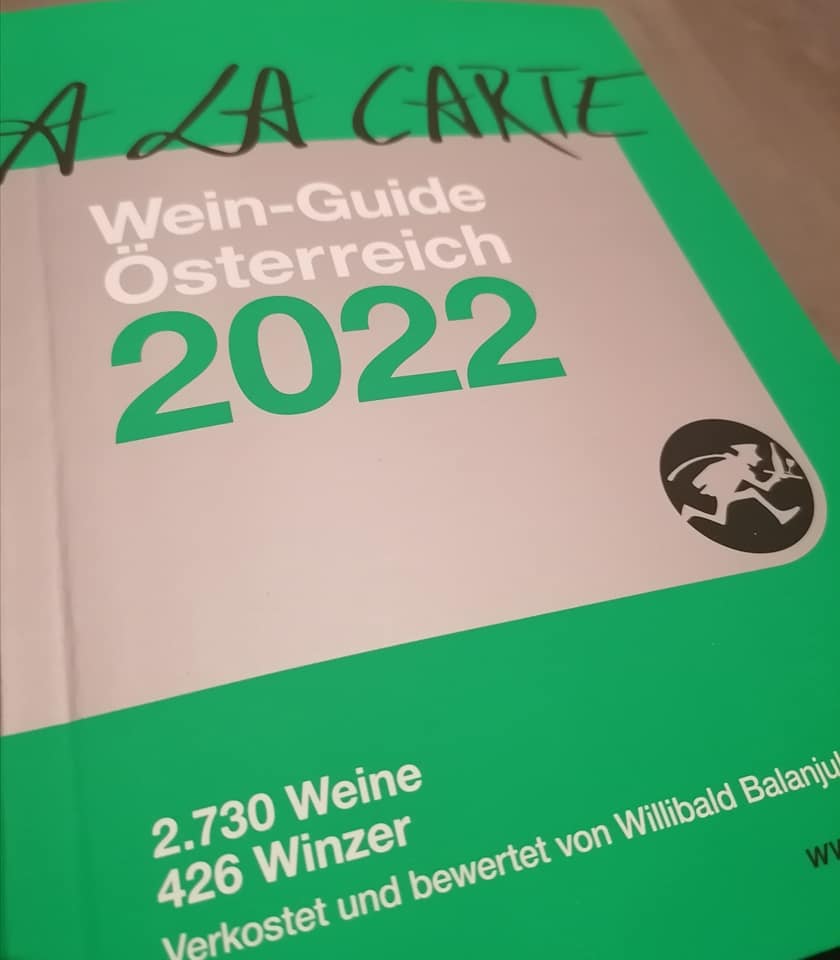 A LA CARTE
Wein-Guide
Österreich
2022
2.730 Weine
426 Winzer
Verkostet und bewertet von Willibald